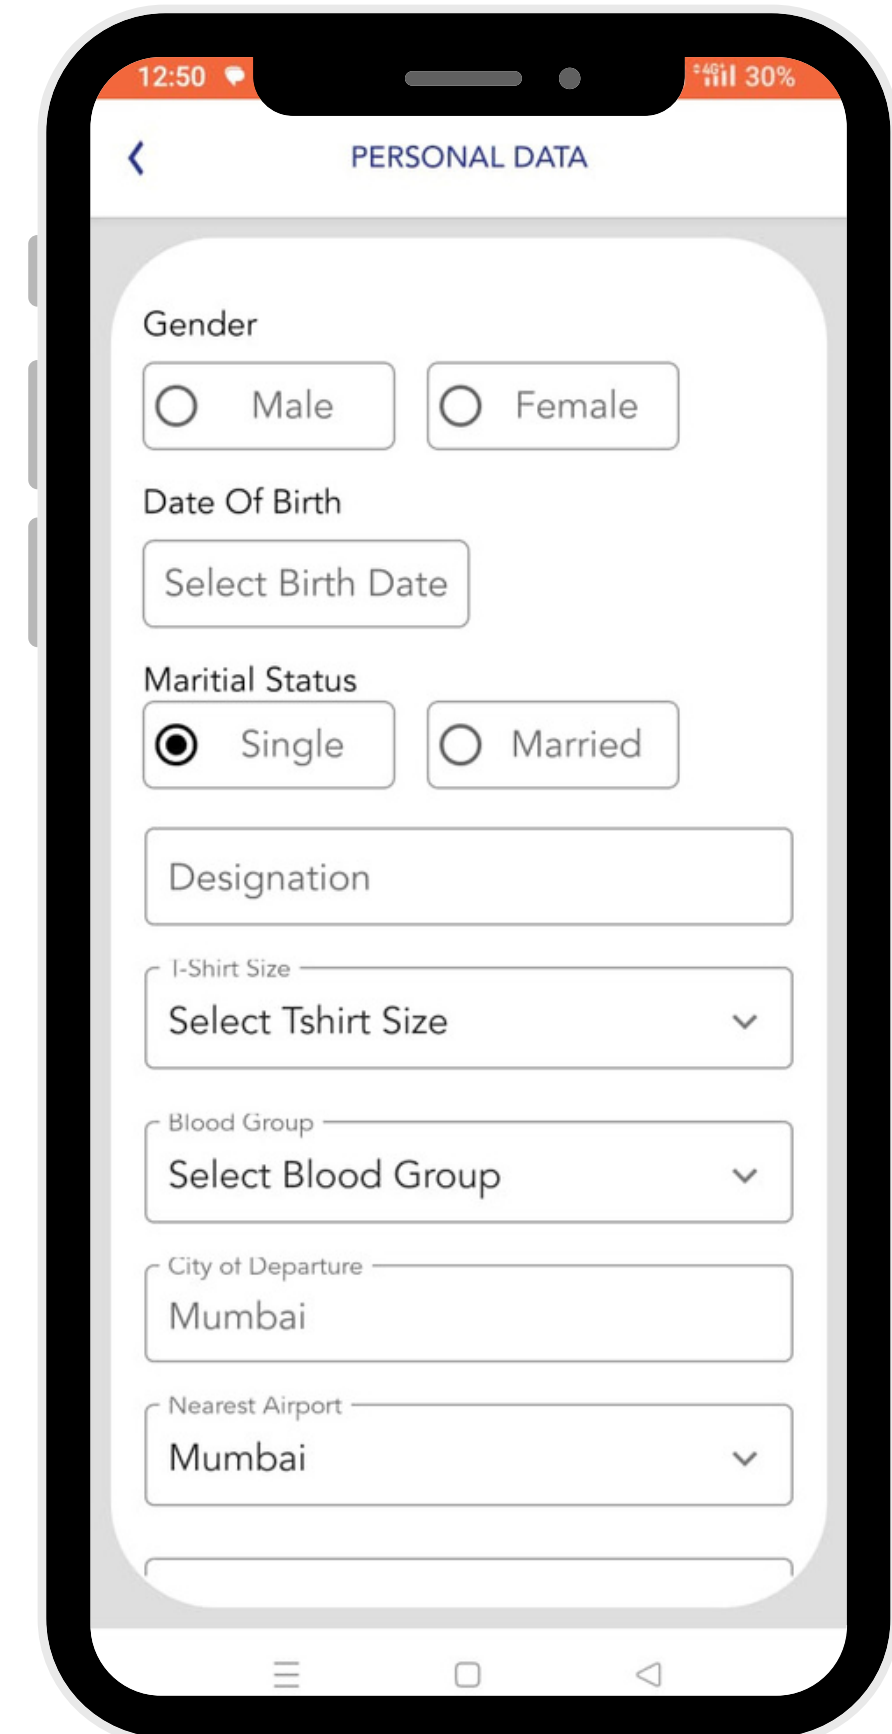 12:50 4G+ 30%
PERSONAL DATA
Gender
Male Female
Date Of Birth
Select Birth Date
Maritial Status
Single Married
Designation
T-Shirt Size
Select Tshirt Size
Blood Group
Select Blood Group
City of Departure
Mumbai
Nearest Airport
Mumbai